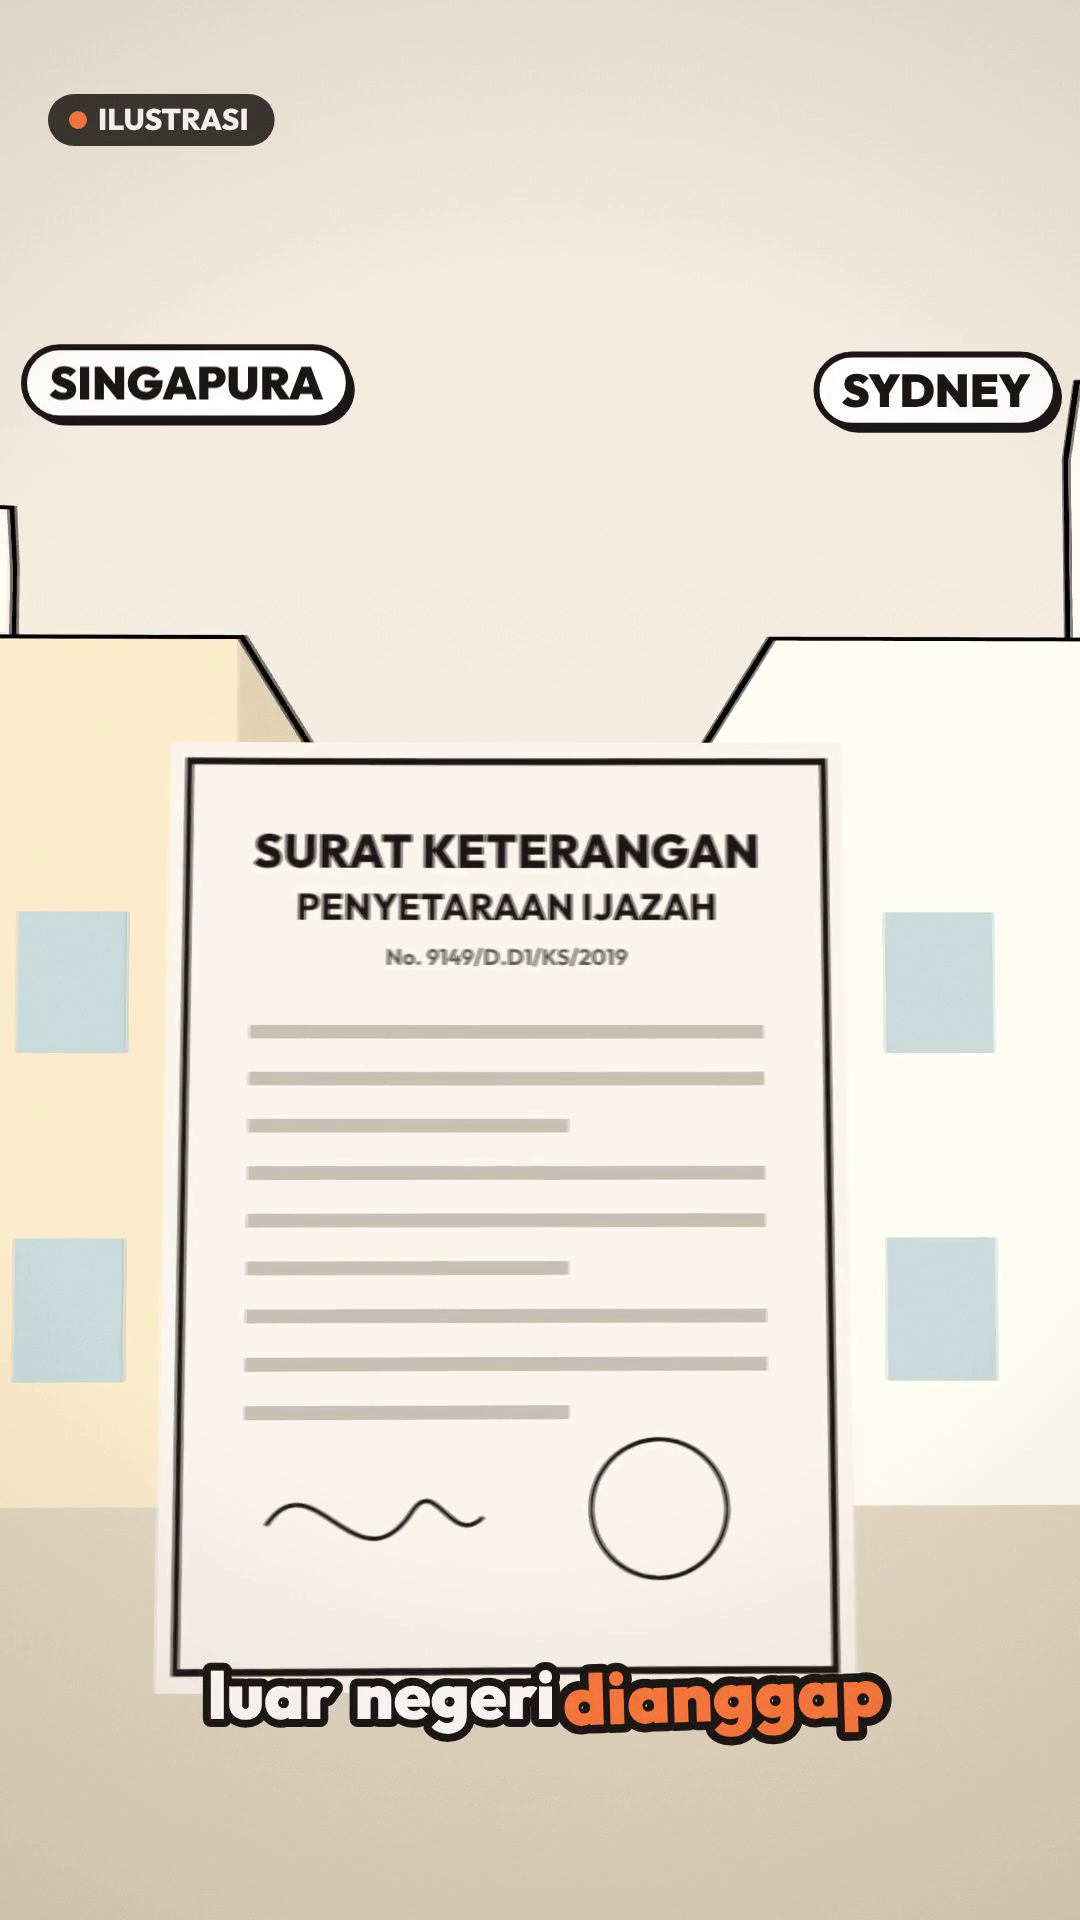 ILUSTRASI
SINGAPURA
SYDNEY
SURAT KETERANGAN
PENYETARAAN IJAZAH
No. 9149/D.D1/KS/2019
luar negeri dianggap